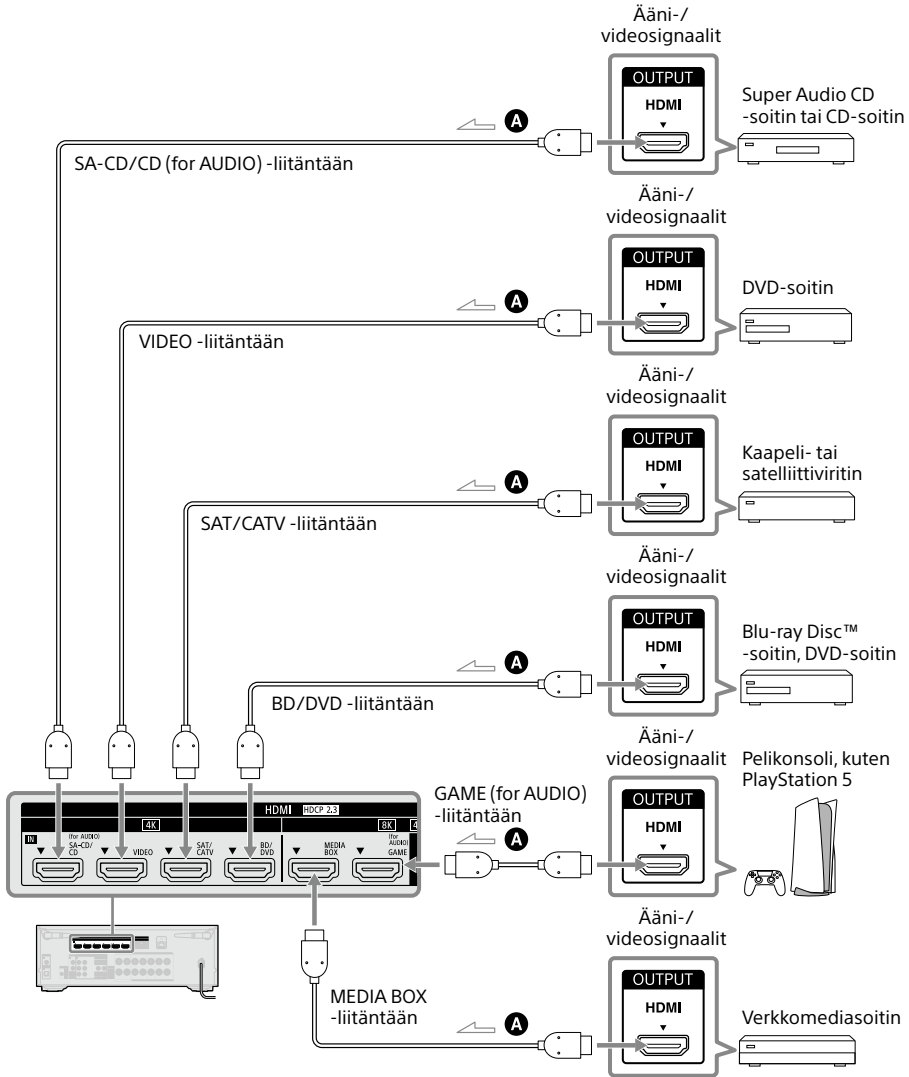 Ääni-/
videosignaalit
OUTPUT
HDMI
Super Audio CD
-soitin tai CD-soitin
A
SA-CD/CD (for AUDIO) -liitäntään
Ääni-/
videosignaalit
OUTPUT
HDMI
DVD-soitin
A
VIDEO -liitäntään
Ääni-/
videosignaalit
OUTPUT
HDMI
Kaapeli- tai
satelliittiviritin
A
SAT/CATV -liitäntään
Ääni-/
videosignaalit
OUTPUT
HDMI
Blu-ray Disc™
-soitin, DVD-soitin
A
BD/DVD -liitäntään
Ääni-/
videosignaalit
OUTPUT
HDMI
Pelikonsoli, kuten
PlayStation 5
GAME (for AUDIO)
-liitäntään
A
HDMI HDCP 2.3
4K 8K 4
IN
(for AUDIO)
SA-CD/
CD
VIDEO
SAT/
CATV
BD/
DVD
MEDIA
BOX
(for
AUDIO)
GAME
Ääni-/
videosignaalit
OUTPUT
HDMI
Verkkomediasoitin
MEDIA BOX
-liitäntään
A